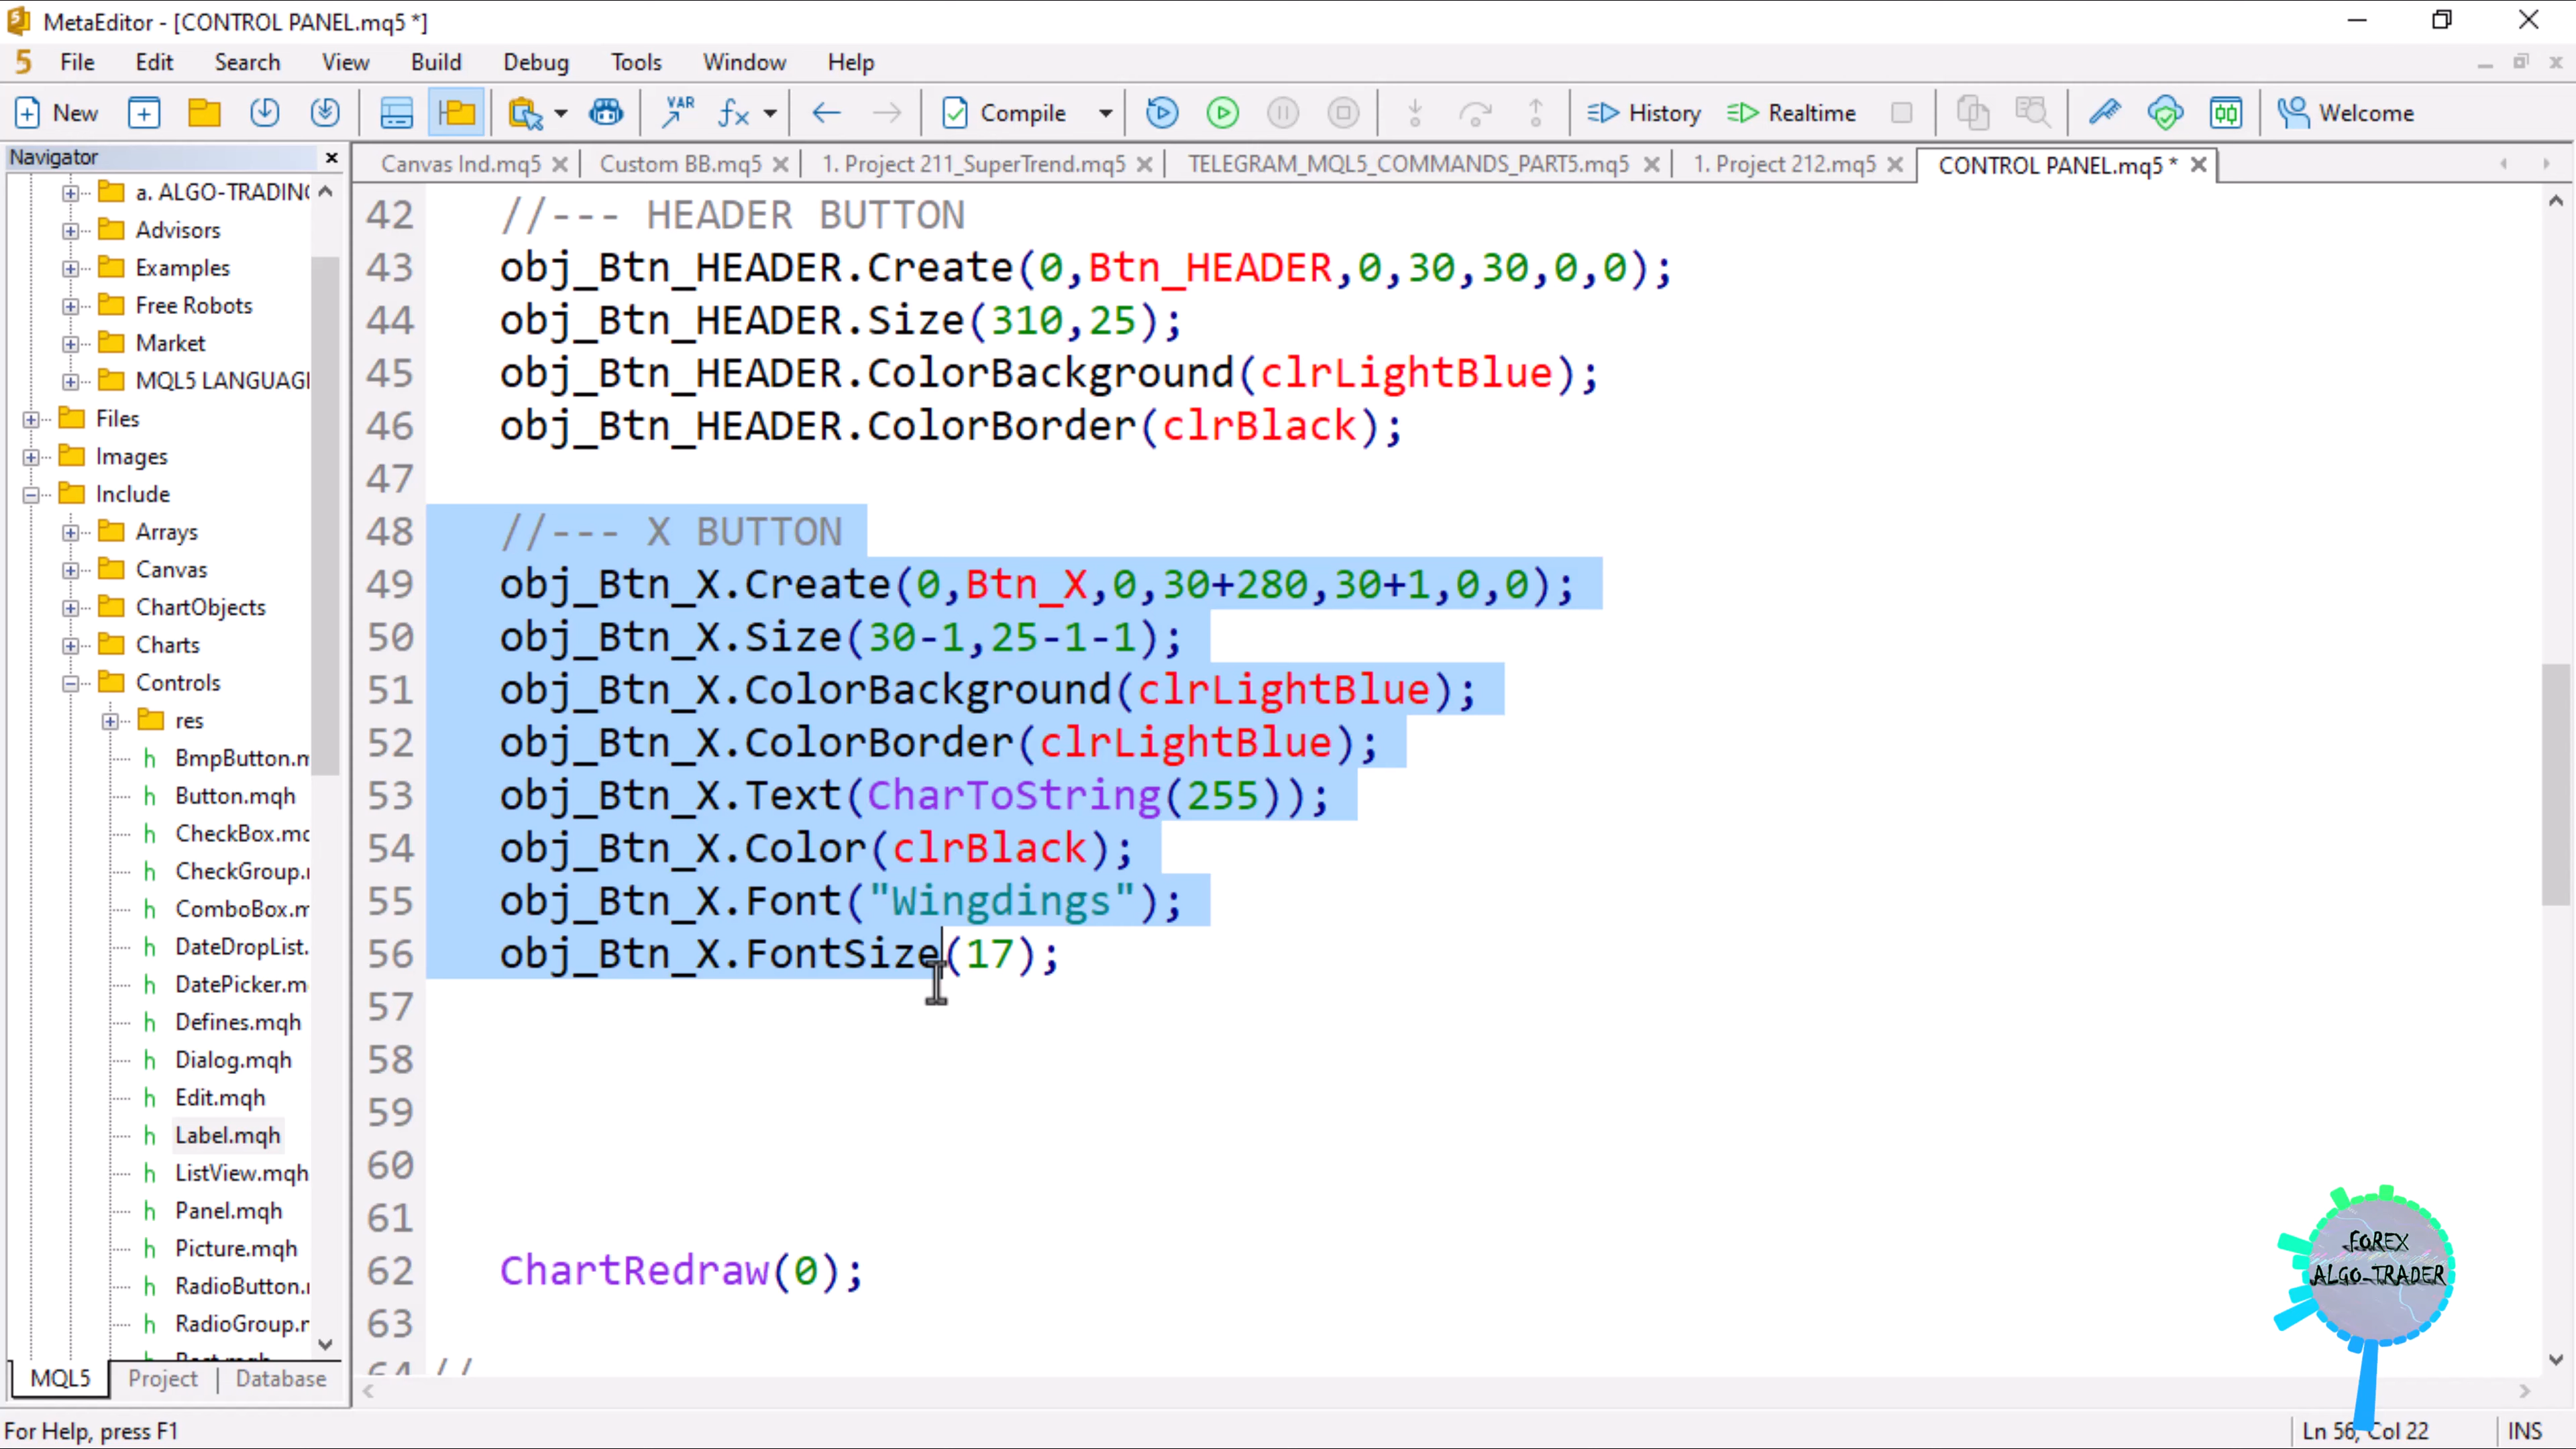 MetaEditor - [CONTROL PANEL.mq5 *]
5 File Edit Search View Build Debug Tools Window Help
New VAR fx Compile History Realtime Welcome
Navigator
Canvas Ind.mq5 Custom BB.mq5 1. Project 211_SuperTrend.mq5 TELEGRAM_MQL5_COMMANDS_PART5.mq5 1. Project 212.mq5 CONTROL PANEL.mq5 *
a. ALGO-TRADING
Advisors
Examples
Free Robots
Market
MQL5 LANGUAGI
Files
Images
Include
Arrays
Canvas
ChartObjects
Charts
Controls
res
h BmpButton.m
h Button.mqh
h CheckBox.mq
h CheckGroup.
h ComboBox.m
h DateDropList.
h DatePicker.m
h Defines.mqh
h Dialog.mqh
h Edit.mqh
h Label.mqh
h ListView.mqh
h Panel.mqh
h Picture.mqh
h RadioButton.
h RadioGroup.
h Rect.mqh
MQL5 Project Database
42 //--- HEADER BUTTON
43 obj_Btn_HEADER.Create(0,Btn_HEADER,0,30,30,0,0);
44 obj_Btn_HEADER.Size(310,25);
45 obj_Btn_HEADER.ColorBackground(clrLightBlue);
46 obj_Btn_HEADER.ColorBorder(clrBlack);
47
48 //--- X BUTTON
49 obj_Btn_X.Create(0,Btn_X,0,30+280,30+1,0,0);
50 obj_Btn_X.Size(30-1,25-1-1);
51 obj_Btn_X.ColorBackground(clrLightBlue);
52 obj_Btn_X.ColorBorder(clrLightBlue);
53 obj_Btn_X.Text(CharToString(255));
54 obj_Btn_X.Color(clrBlack);
55 obj_Btn_X.Font("Wingdings");
56 obj_Btn_X.FontSize(17);
57
58
59
60
61
62 ChartRedraw(0);
63
64 //
FOREX
ALGO-TRADER
For Help, press F1
Ln 56, Col 22 INS